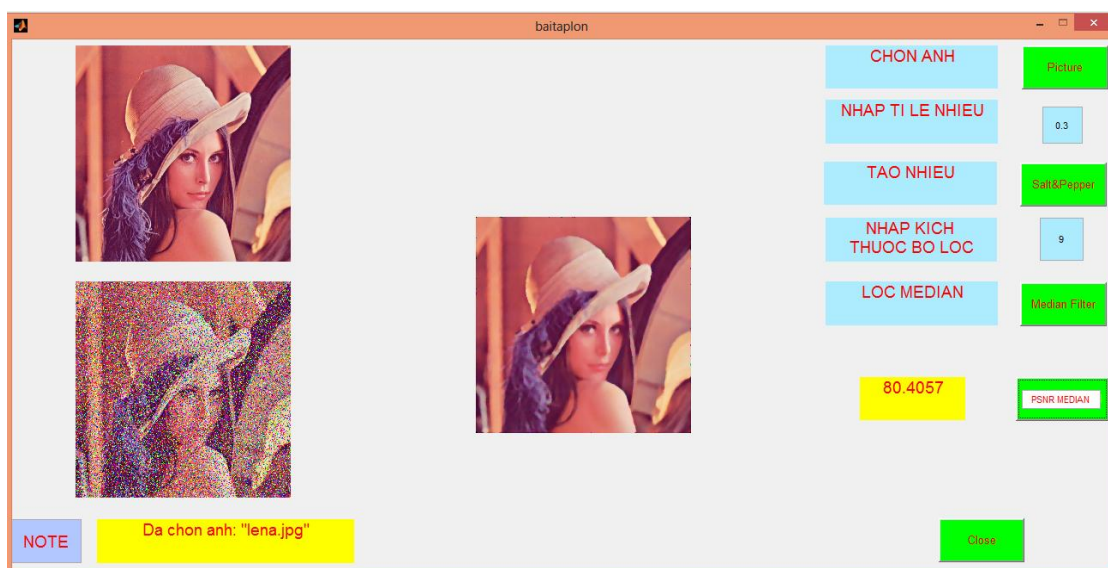 baitaplon
CHON ANH
Picture
NHAP TI LE NHIEU
0.3
TAO NHIEU
Salt&Pepper
NHAP KICH
THUOC BO LOC
9
LOC MEDIAN
Median Filter
80.4057
PSNR MEDIAN
NOTE
Da chon anh: "lena.jpg"
Close